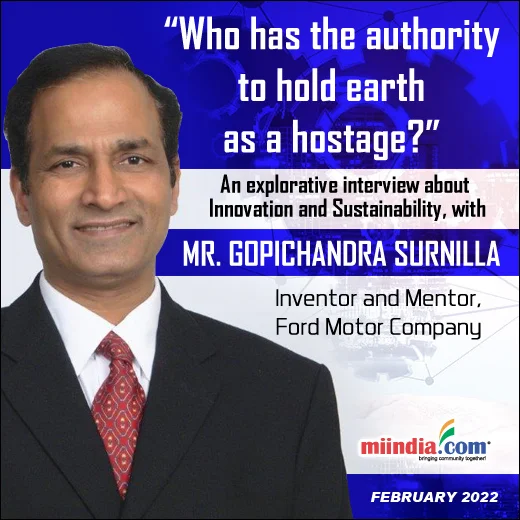 “Who has the authority
to hold earth
as a hostage?”
An explorative interview about
Innovation and Sustainability, with
MR. GOPICHANDRA SURNILLA
Inventor and Mentor,
Ford Motor Company
miindia.com
bringing community together!
FEBRUARY 2022